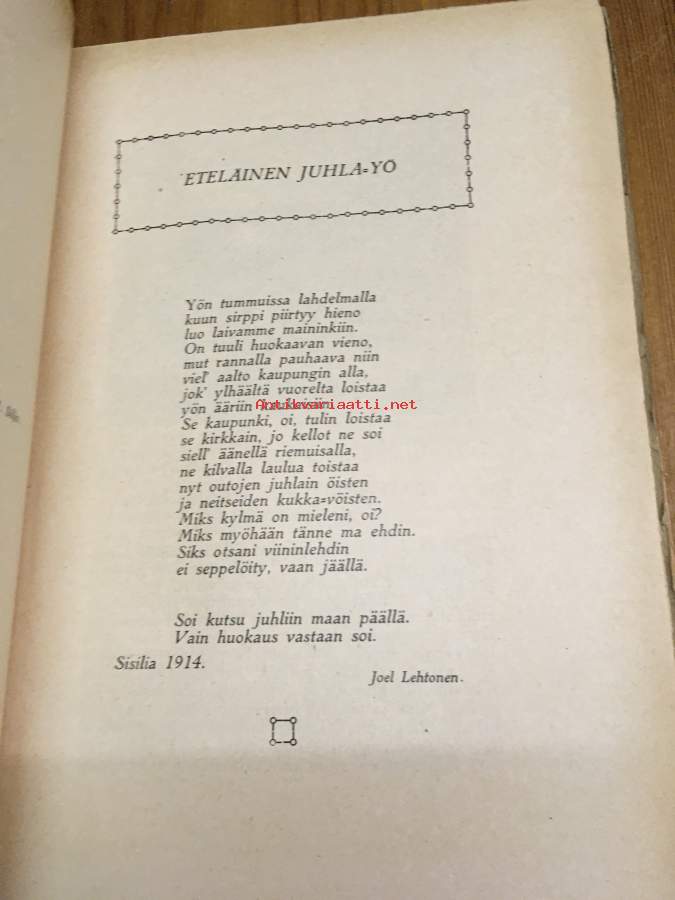 ETELÄINEN JUHLA=YÖ
Yön tummuissa lahdelmalla
kuun sirppi piirtyy hieno
luo laivamme maininkiin.
On tuuli huokaavan vieno,
mut rannalla pauhaava niin
viel' aalto kaupungin alla,
jok' ylhäältä vuorelta loistaa
yön ääriin
Antikvariaatti.net
Se kaupunki, oi, tulin loistaa
se kirkkain, jo kellot ne soi
siell' äänellä riemuisalla,
ne kilvalla laulua toistaa
nyt outojen juhlain öisten
ja neitseiden kukka=vöisten.
Miks kylmä on mieleni, oi?
Miks myöhään tänne ma ehdin.
Siks otsani viininlehdin
ei seppelöity, vaan jäällä.
Soi kutsu juhliin maan päällä.
Vain huokaus vastaan soi.
Sisilia 1914.
Joel Lehtonen.